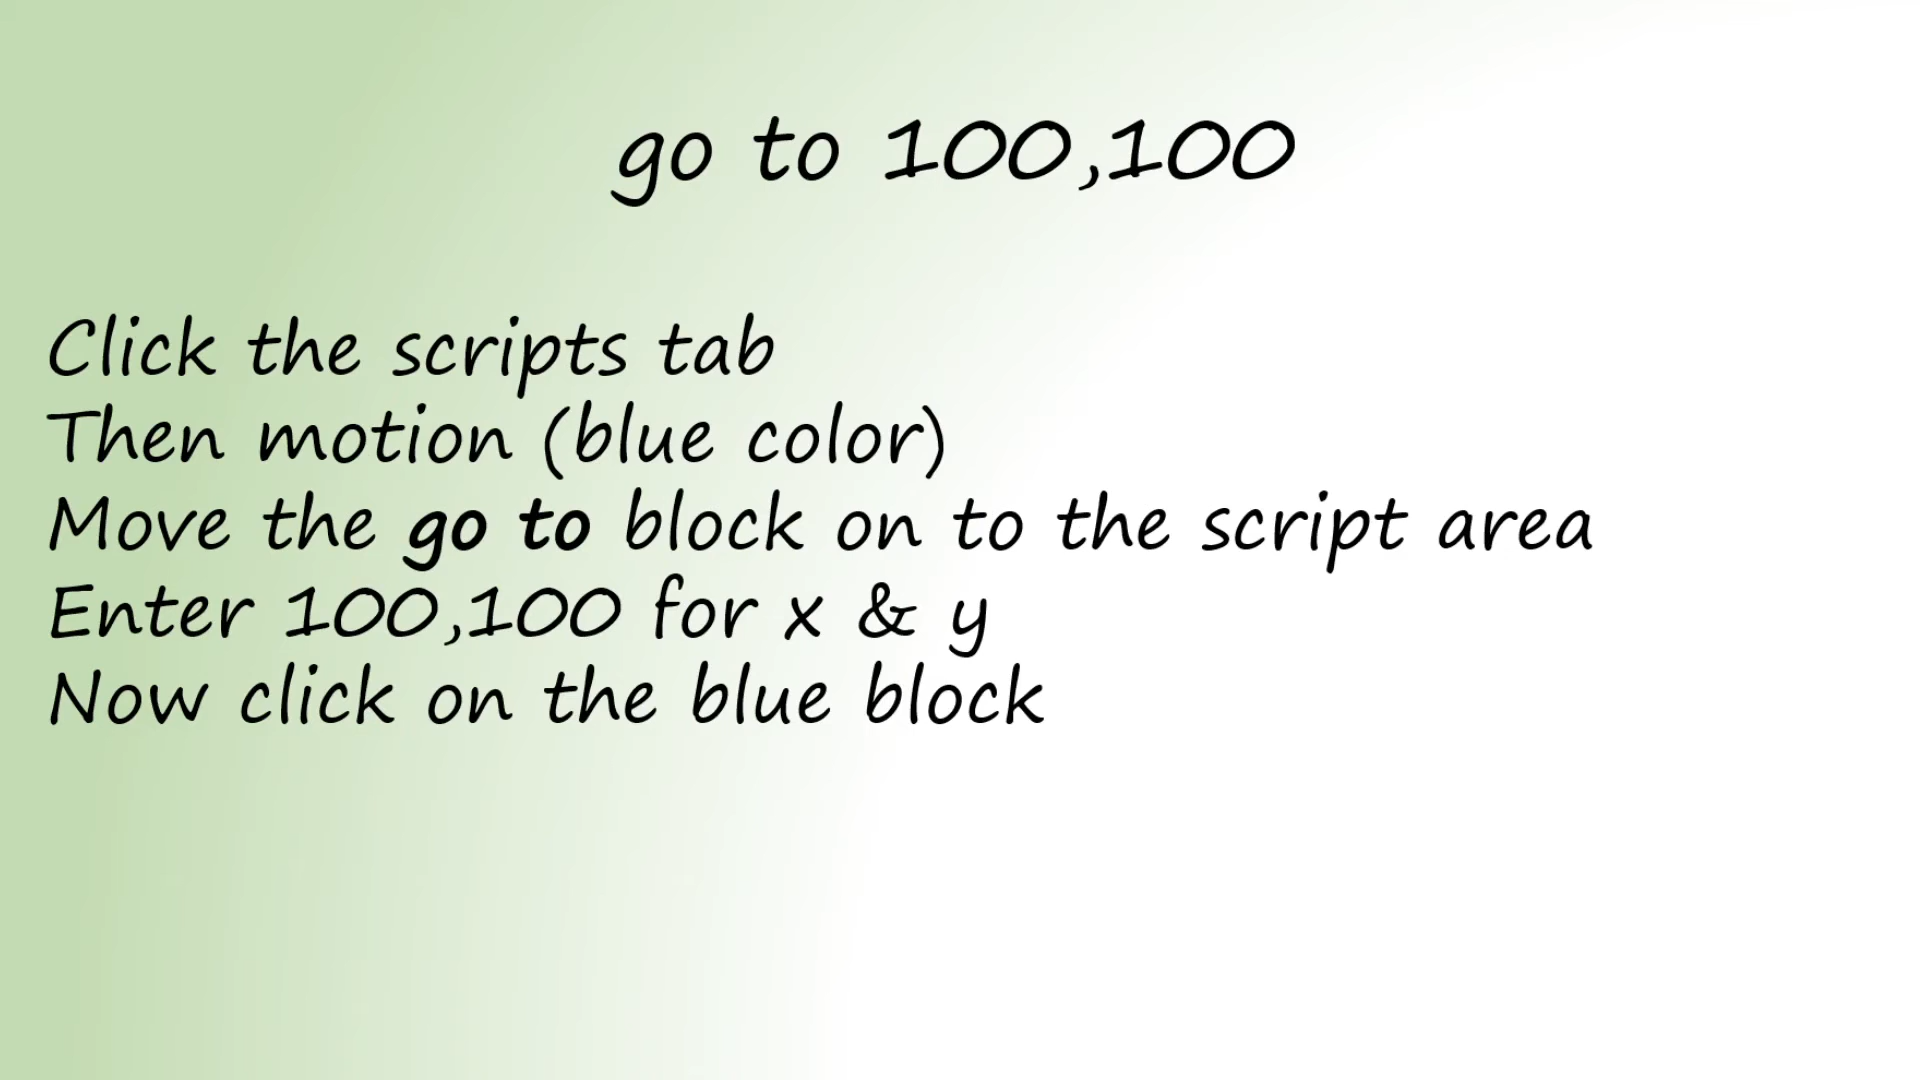 go to 100,100
Click the scripts tab
Then motion (blue color)
Move the go to block on to the script area
Enter 100,100 for x & y
Now click on the blue block